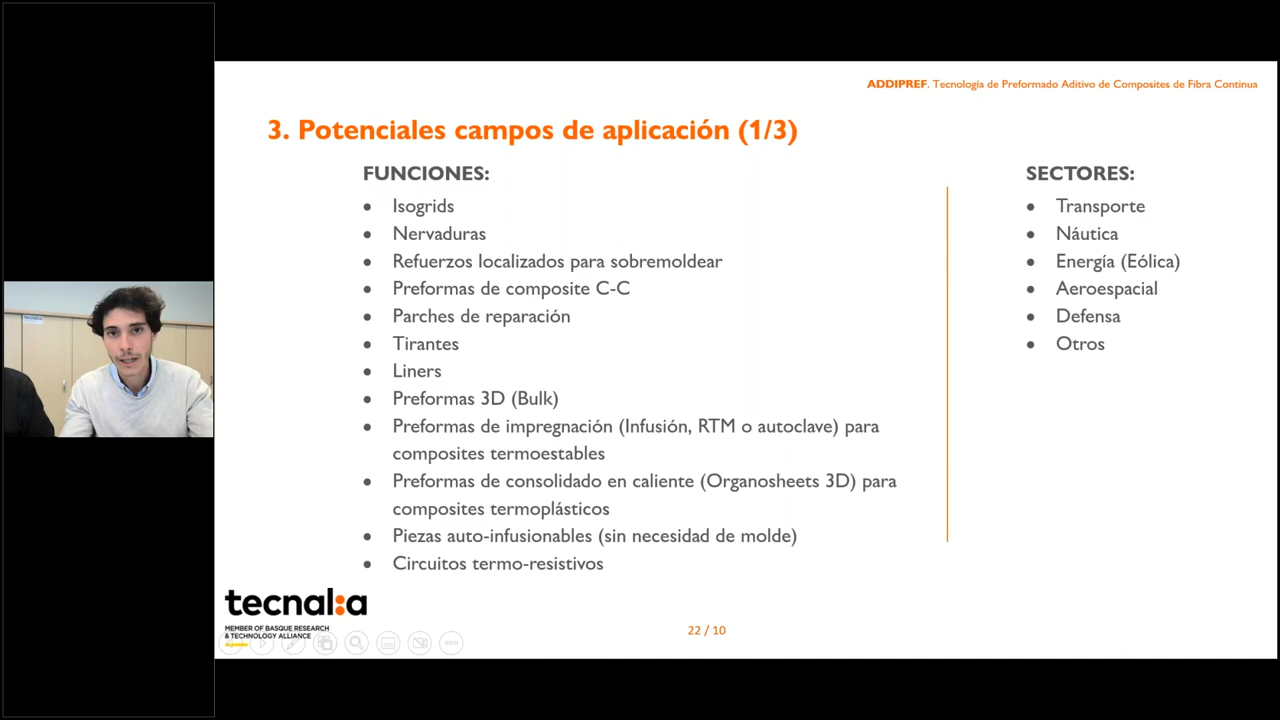 ADDIPREF. Tecnología de Preformado Aditivo de Composites de Fibra Continua
3. Potenciales campos de aplicación (1/3)
FUNCIONES:
• Isogrids
• Nervaduras
• Refuerzos localizados para sobremoldear
• Preformas de composite C-C
• Parches de reparación
• Tirantes
• Liners
• Preformas 3D (Bulk)
• Preformas de impregnación (Infusión, RTM o autoclave) para
composites termoestables
• Preformas de consolidado en caliente (Organosheets 3D) para
composites termoplásticos
• Piezas auto-infusionables (sin necesidad de molde)
• Circuitos termo-resistivos
SECTORES:
• Transporte
• Náutica
• Energía (Eólica)
• Aeroespacial
• Defensa
• Otros
tecnal:a
MEMBER OF BASQUE RESEARCH
& TECHNOLOGY ALLIANCE
22 / 10